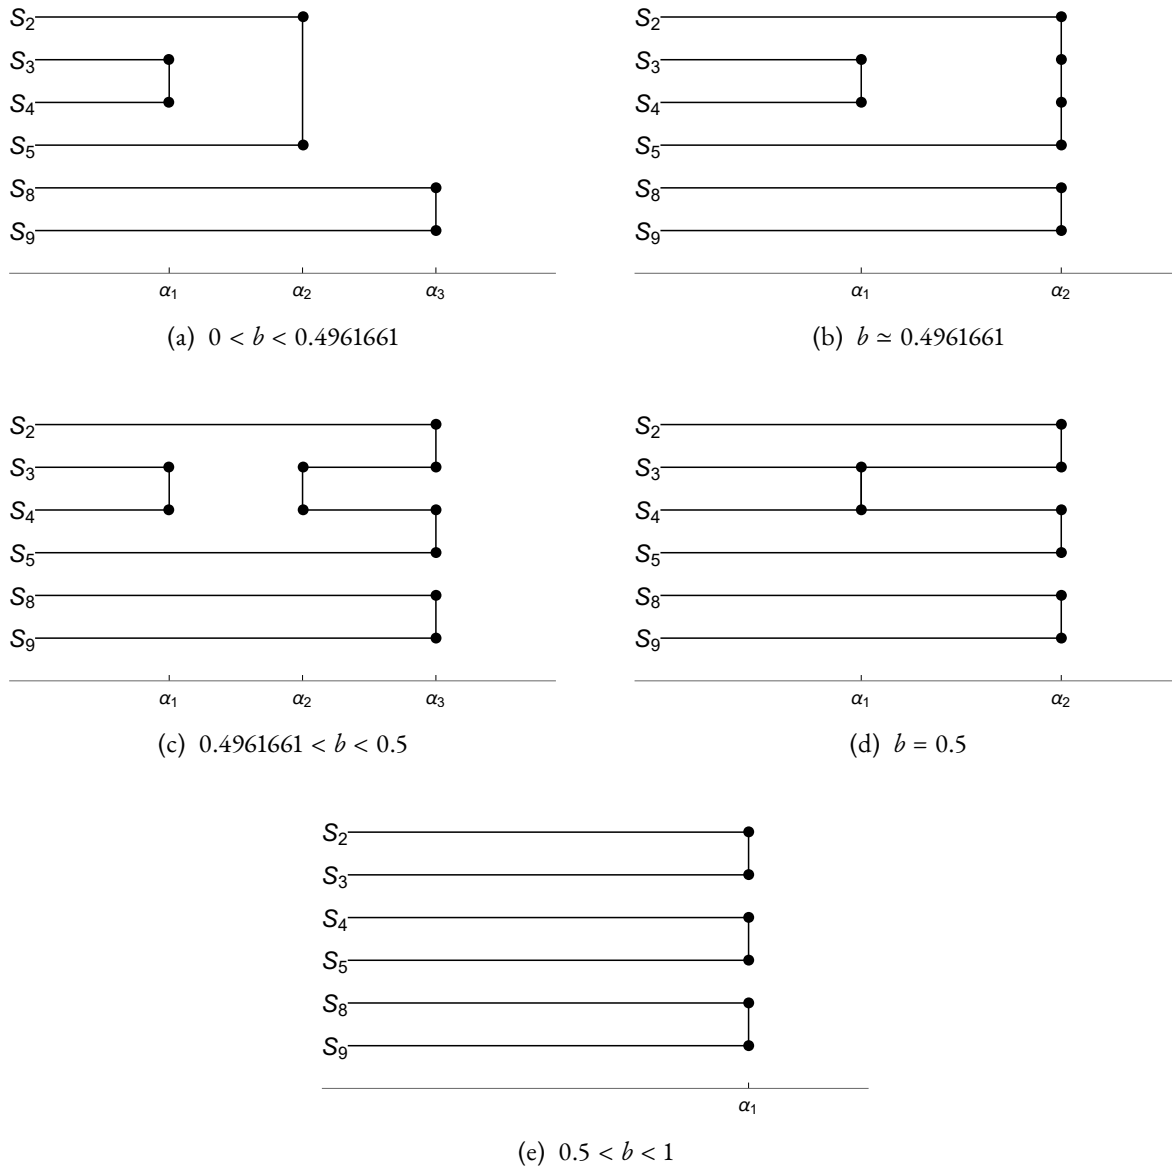 S₂
S₃
S₄
S₅
S₈
S₉
α₁ α₂ α₃
(a) 0 < b < 0.4961661
S₂
S₃
S₄
S₅
S₈
S₉
α₁ α₂
(b) b ≃ 0.4961661
S₂
S₃
S₄
S₅
S₈
S₉
α₁ α₂ α₃
(c) 0.4961661 < b < 0.5
S₂
S₃
S₄
S₅
S₈
S₉
α₁ α₂
(d) b = 0.5
S₂
S₃
S₄
S₅
S₈
S₉
α₁
(e) 0.5 < b < 1